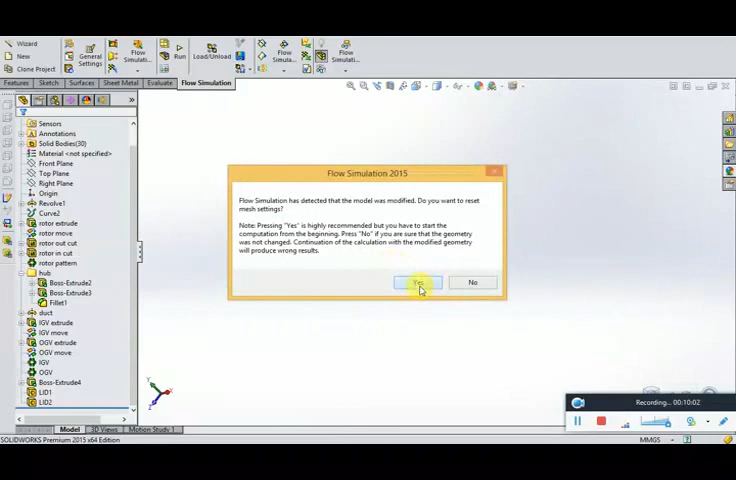 Wizard
New
Clone Project
General
Settings
Flow
Simulati...
Run
Load/Unload
Flow
Simulati...
Flow
Simulati...
Features
Sketch
Surfaces
Sheet Metal
Evaluate
Flow Simulation
Sensors
Annotations
Solid Bodies(30)
Material <not specified>
Front Plane
Top Plane
Right Plane
Origin
Revolve1
Curve2
rotor extrude
rotor move
rotor out cut
rotor in cut
rotor pattern
hub
Boss-Extrude2
Boss-Extrude3
Fillet1
duct
IGV extrude
IGV move
OGV extrude
OGV move
IGV
OGV
Boss-Extrude4
LID1
LID2
Flow Simulation 2015
Flow Simulation has detected that the model was modified. Do you want to reset
mesh settings?
Note: Pressing "Yes" is highly recommended but you have to start the
computation from the beginning. Press "No" if you are sure that the geometry
was not changed. Continuation of the calculation with the modified geometry
will produce wrong results.
Yes
No
Y
X
Z
Recording... 00:10:02
Model
3D Views
Motion Study 1
SOLIDWORKS Premium 2015 x64 Edition
MMGS